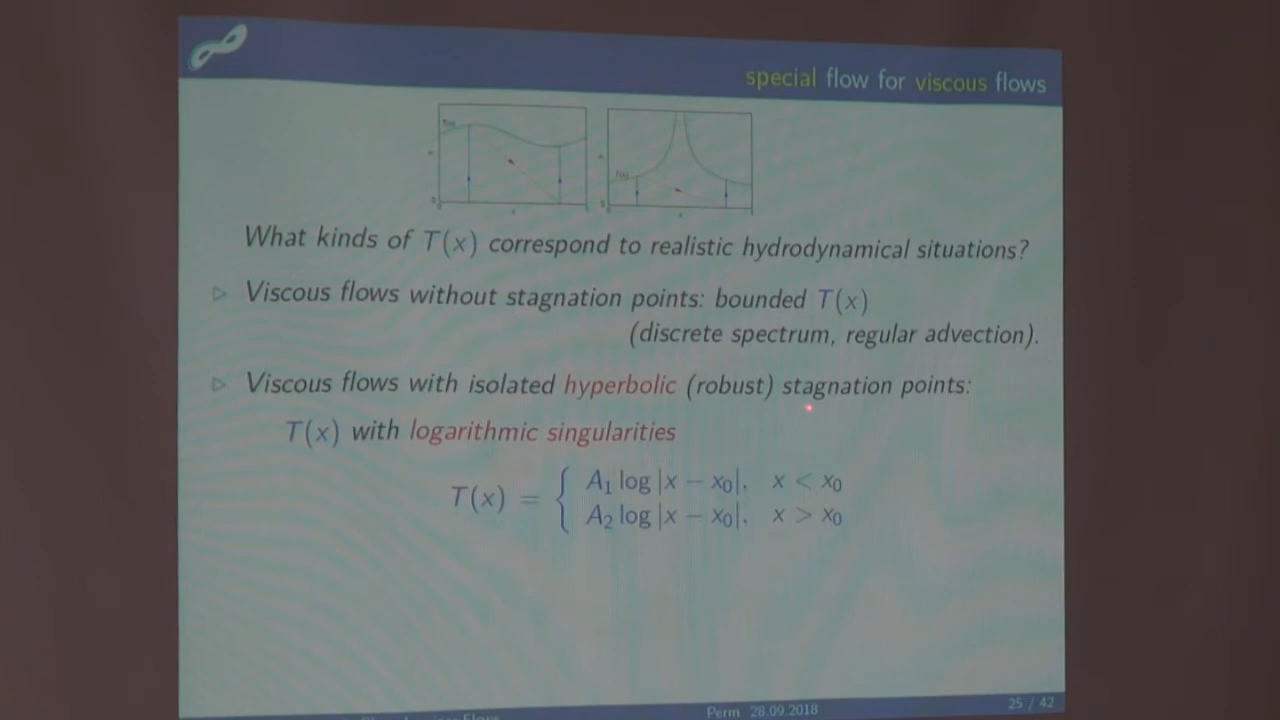 special flow for viscous flows
What kinds of T(x) correspond to realistic hydrodynamical situations?
▷ Viscous flows without stagnation points: bounded T(x)
(discrete spectrum, regular advection).
▷ Viscous flows with isolated hyperbolic (robust) stagnation points:
T(x) with logarithmic singularities
T(x) = { A₁ log |x − x₀|, x < x₀
A₂ log |x − x₀|, x > x₀
Perm 28.09.2018
25 / 42